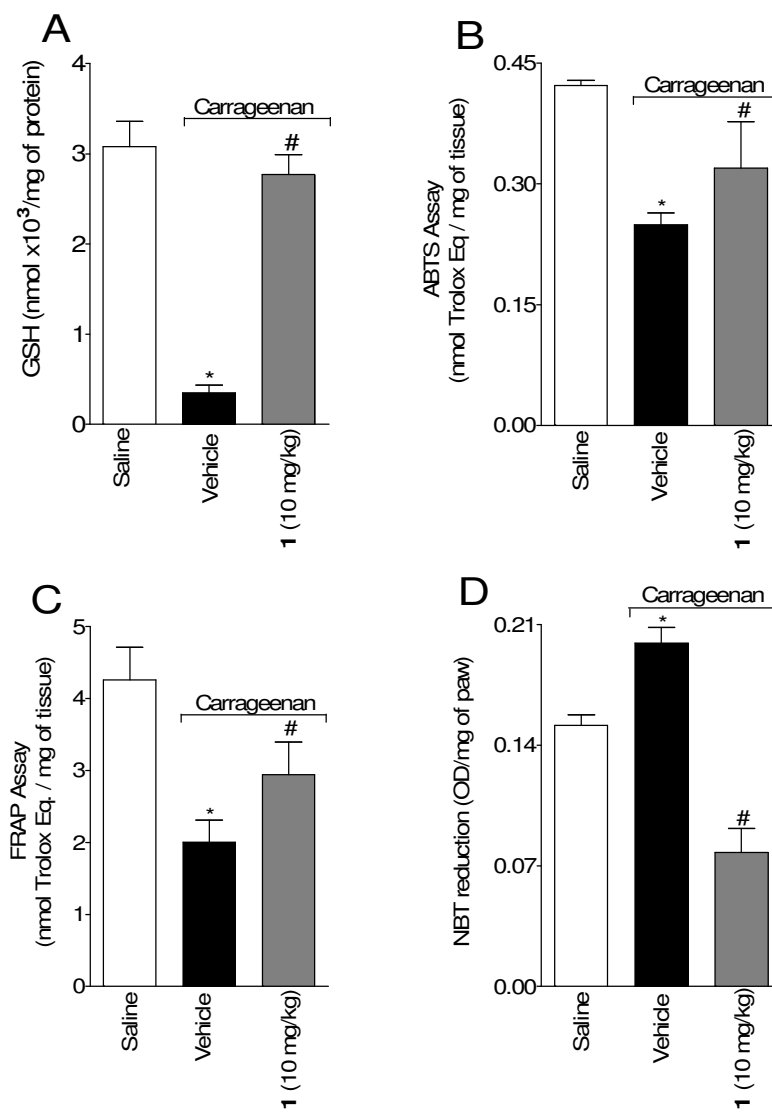 A
GSH (nmol x10³/mg of protein)
4
3
2
1
0
Carrageenan
*
#
Saline
Vehicle
1 (10 mg/kg)
B
ABTS Assay
(nmol Trolox Eq / mg of tissue)
0.45
0.30
0.15
0.00
Carrageenan
*
#
Saline
Vehicle
1 (10 mg/kg)
C
FRAP Assay
(nmol Trolox Eq. / mg of tissue)
5
4
3
2
1
0
Carrageenan
*
#
Saline
Vehicle
1 (10 mg/kg)
D
NBT reduction (OD/mg of paw)
0.21
0.14
0.07
0.00
Carrageenan
*
#
Saline
Vehicle
1 (10 mg/kg)